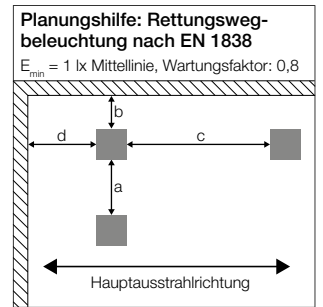 Planungshilfe: Rettungsweg-
beleuchtung nach EN 1838
Emin = 1 lx Mittellinie, Wartungsfaktor: 0,8
b
d
c
a
Hauptausstrahlrichtung